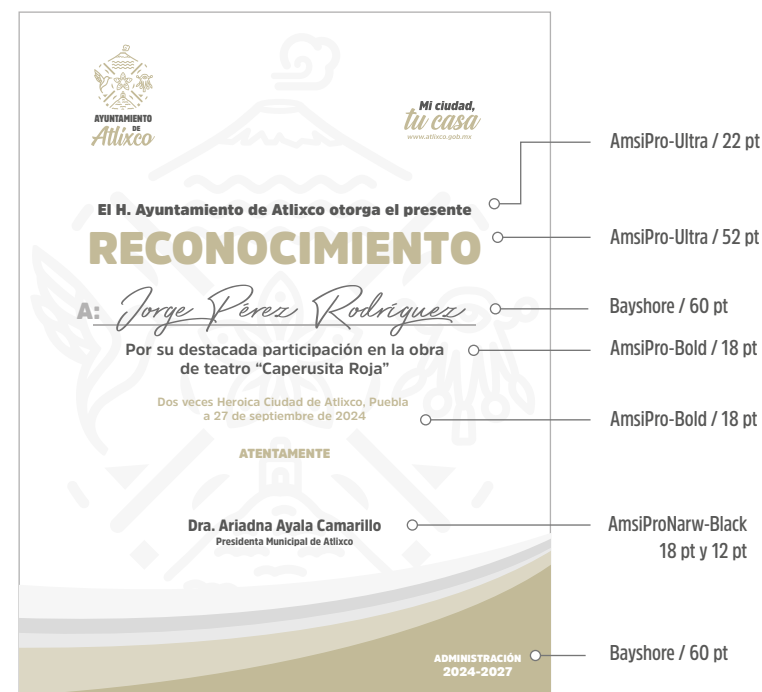 AYUNTAMIENTO
DE
Atlixco
Mi ciudad,
tu casa
www.atlixco.gob.mx
El H. Ayuntamiento de Atlixco otorga el presente
AmsiPro-Ultra / 22 pt
RECONOCIMIENTO
AmsiPro-Ultra / 52 pt
A: Jorge Pérez Rodríguez
Bayshore / 60 pt
Por su destacada participación en la obra
de teatro “Caperusita Roja”
AmsiPro-Bold / 18 pt
Dos veces Heroica Ciudad de Atlixco, Puebla
a 27 de septiembre de 2024
AmsiPro-Bold / 18 pt
ATENTAMENTE
Dra. Ariadna Ayala Camarillo
Presidenta Municipal de Atlixco
AmsiProNarw-Black
18 pt y 12 pt
ADMINISTRACIÓN
2024-2027
Bayshore / 60 pt